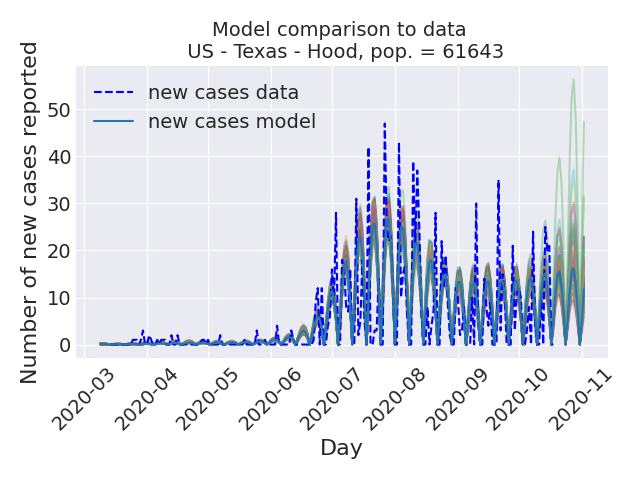 Model comparison to data
US - Texas - Hood, pop. = 61643
new cases data
new cases model
Number of new cases reported
50
40
30
20
10
0
2020-03
2020-04
2020-05
2020-06
2020-07
2020-08
2020-09
2020-10
2020-11
Day